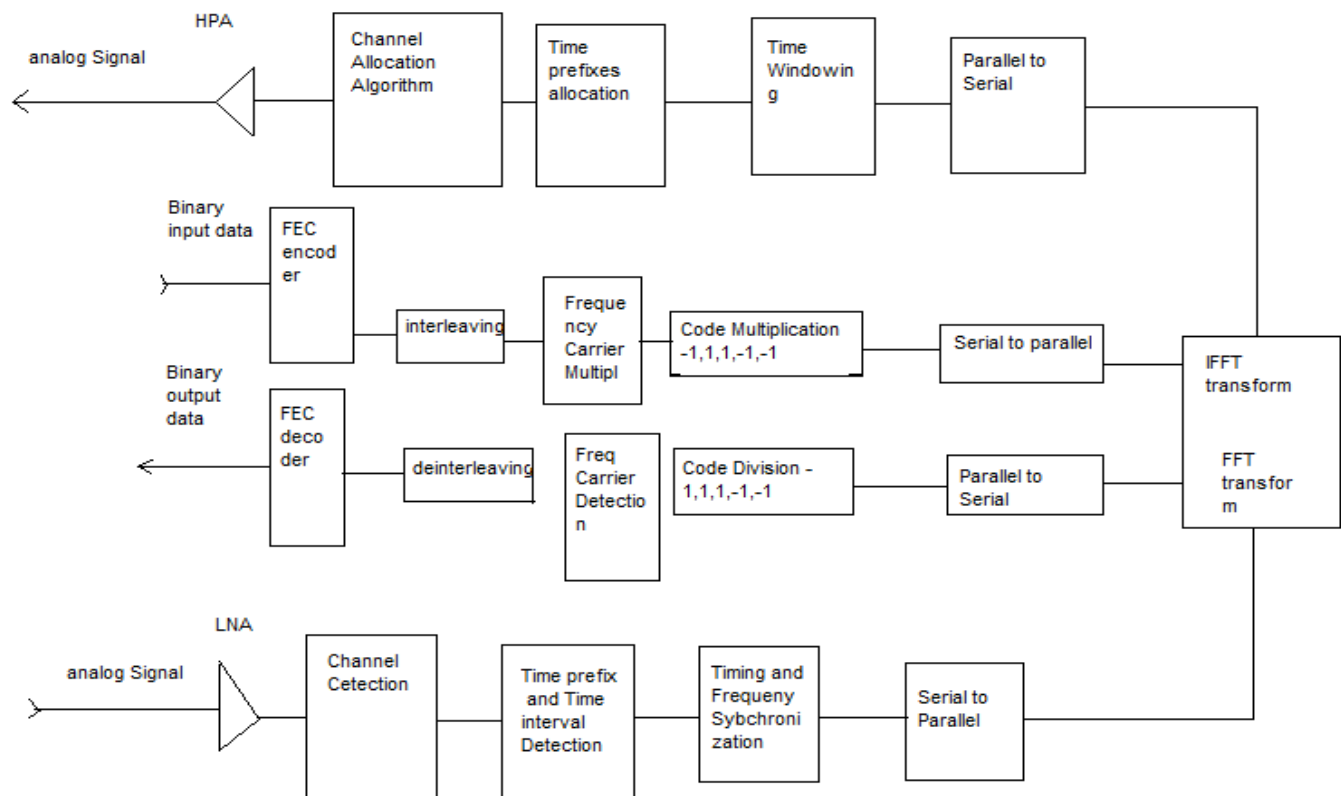 HPA
analog Signal
Channel
Allocation
Algorithm
Time
prefixes
allocation
Time
Windowin
g
Parallel to
Serial
Binary
input data
FEC
encod
er
interleaving
Freque
ncy
Carrier
Multipl
Code Multiplication
-1,1,1,-1,-1
Serial to parallel
IFFT
transform
Binary
output
data
FEC
deco
der
deinterleaving
Freq
Carrier
Detectio
n
Code Division -
1,1,1,-1,-1
Parallel to
Serial
FFT
transfor
m
LNA
analog Signal
Channel
Cetection
Time prefix
and Time
interval
Detection
Timing and
Frequeny
Sybchroni
zation
Serial to
Parallel